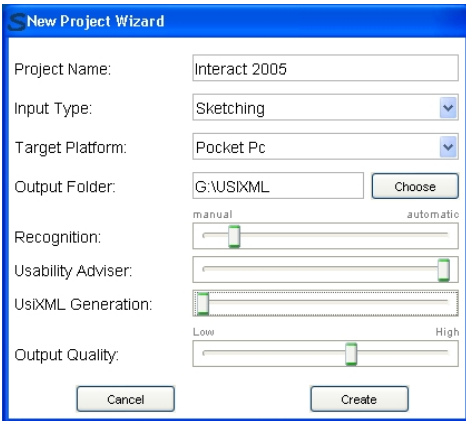 New Project Wizard
Project Name: Interact 2005
Input Type: Sketching
Target Platform: Pocket Pc
Output Folder: G:\USIXML Choose
manual automatic
Recognition:
Usability Adviser:
UsiXML Generation:
Low High
Output Quality:
Cancel Create